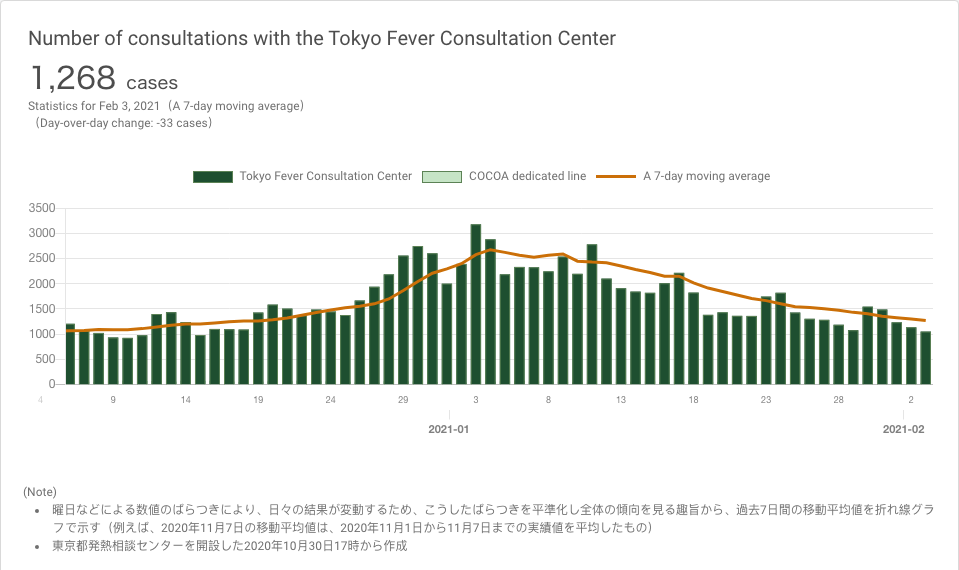 Number of consultations with the Tokyo Fever Consultation Center
1,268 cases
Statistics for Feb 3, 2021（A 7-day moving average）
（Day-over-day change: -33 cases）
Tokyo Fever Consultation Center COCOA dedicated line A 7-day moving average
3500
3000
2500
2000
1500
1000
500
0
4 9 14 19 24 29 3 8 13 18 23 28 2
2021-01 2021-02
(Note)
• 曜日などによる数値のばらつきにより、日々の結果が変動するため、こうしたばらつきを平準化し全体の傾向を見る趣旨から、過去7日間の移動平均値を折れ線グラ
フで示す（例えば、2020年11月7日の移動平均値は、2020年11月1日から11月7日までの実績値を平均したもの）
• 東京都発熱相談センターを開設した2020年10月30日17時から作成